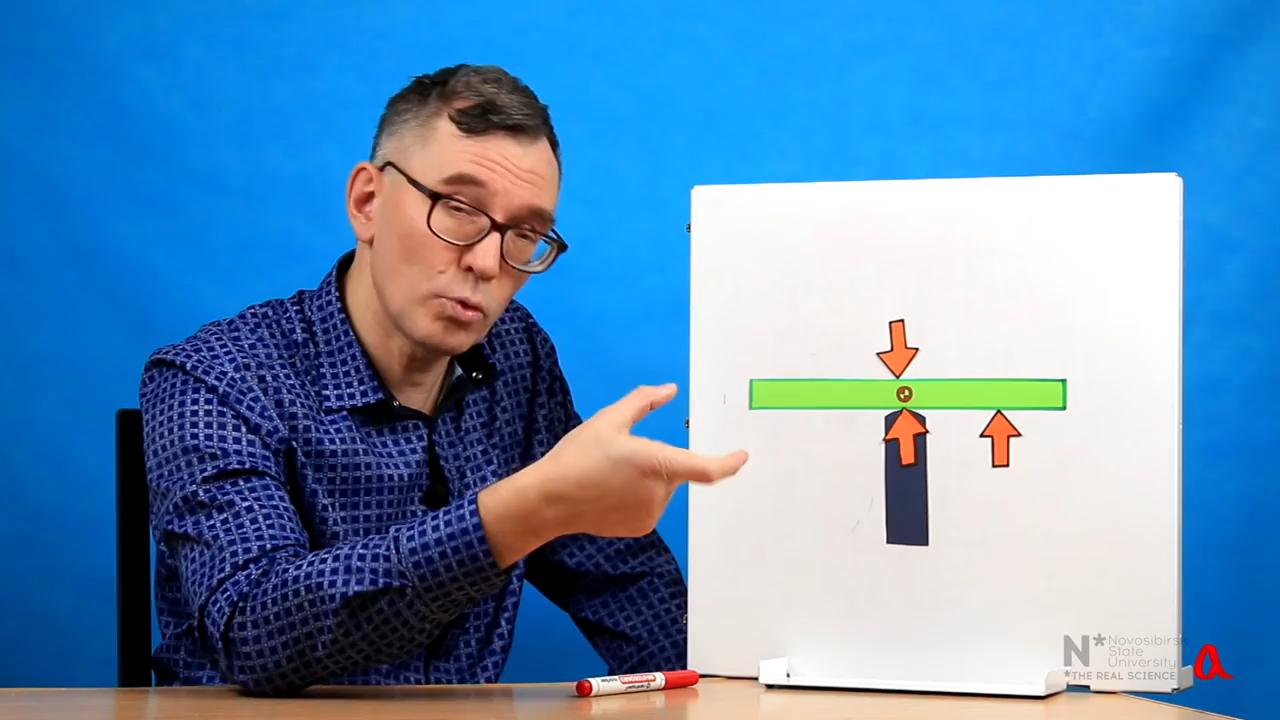 N*
Novosibirsk
State
University
*THE REAL SCIENCE